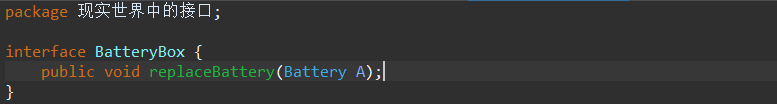 package 现实世界中的接口;
interface BatteryBox {
    public void replaceBattery(Battery A);
}